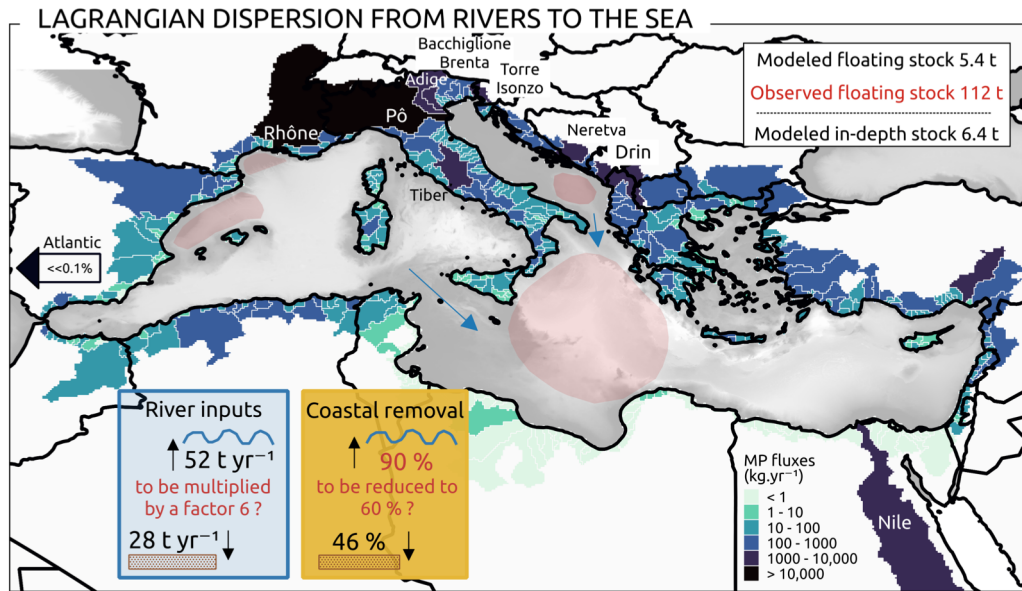 LAGRANGIAN DISPERSION FROM RIVERS TO THE SEA
Bacchiglione
Brenta
Adige
Torre
Isonzo
Modeled floating stock 5.4 t
Observed floating stock 112 t
Modeled in-depth stock 6.4 t
Rhône
Pô
Neretva
Drin
Tiber
Atlantic
<<0.1%
River inputs
52 t yr⁻¹
to be multiplied
by a factor 6 ?
28 t yr⁻¹
Coastal removal
90 %
to be reduced to
60 % ?
46 %
MP fluxes
(kg.yr⁻¹)
< 1
1 - 10
10 - 100
100 - 1000
1000 - 10,000
> 10,000
Nile